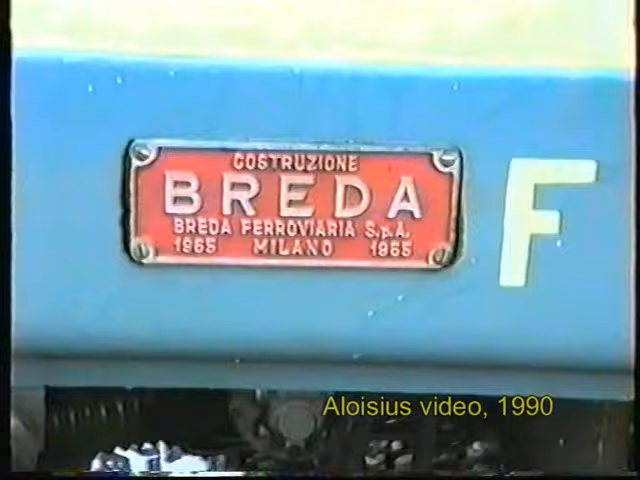 COSTRUZIONE
BREDA
BREDA FERROVIARIA S.p.A.
1965 MILANO 1965
F
Aloisius video, 1990